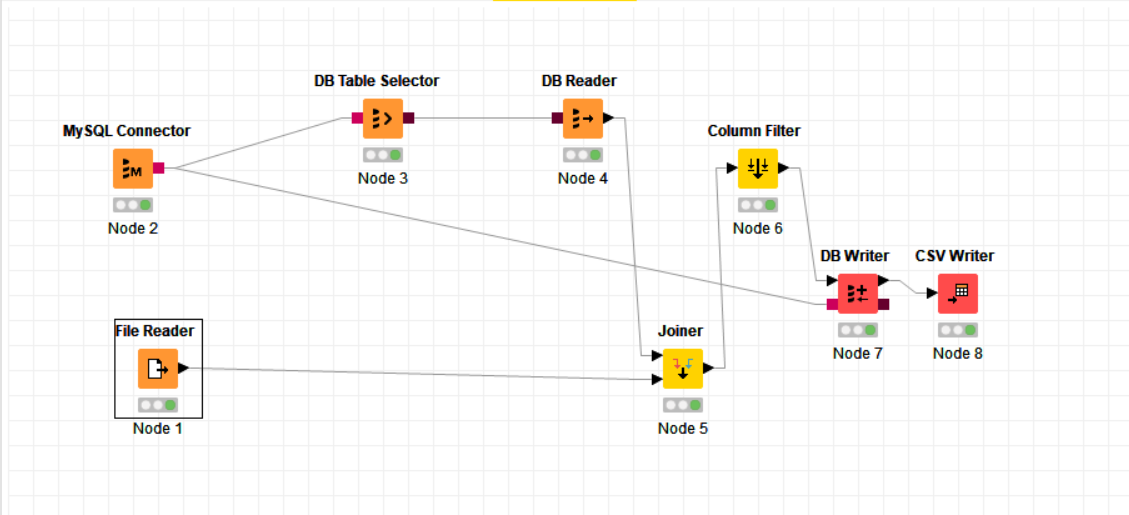 DB Table Selector
DB Reader
MySQL Connector
Column Filter
Node 3
Node 4
M
Node 2
Node 6
DB Writer
CSV Writer
File Reader
Joiner
Node 7
Node 8
Node 1
Node 5